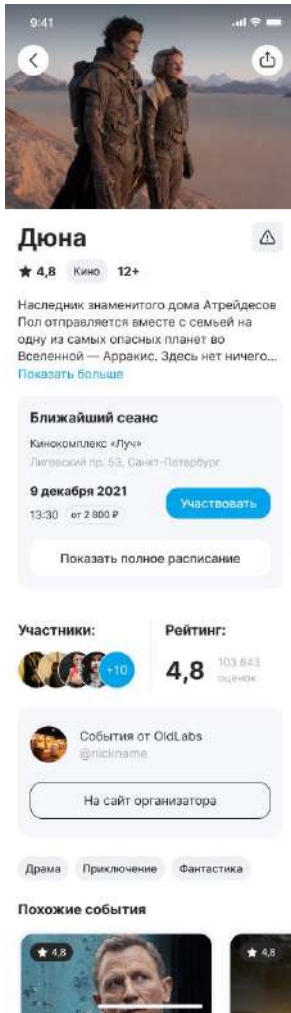 9:41
Дюна
4,8 Кино 12+
Наследник знаменитого дома Атрейдесов
Пол отправляется вместе с семьей на
одну из самых опасных планет во
Вселенной — Арракис. Здесь нет ничего...
Показать больше
Ближайший сеанс
Кинокомплекс «Луч»
Лиговский пр. 53, Санкт-Петербург
9 декабря 2021
13:30 от 2 800 ₽
Участвовать
Показать полное расписание
Участники:
+10
Рейтинг:
4,8
103,843
оценок
События от OldLabs
@nickname
На сайт организатора
Драма Приключение Фантастика
Похожие события
4,8
4,8